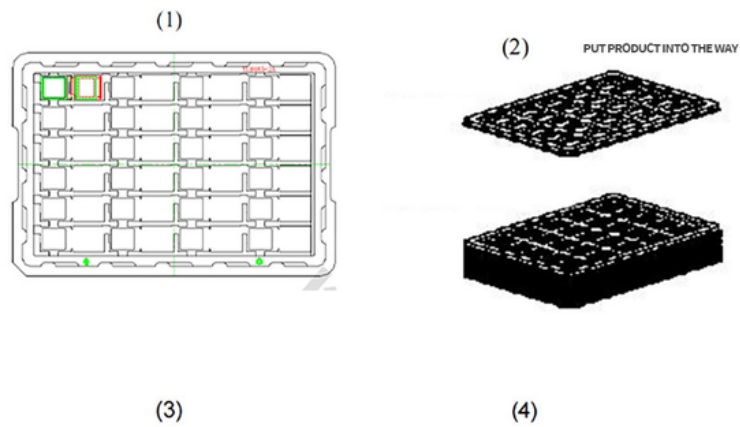 (1)
(2)
PUT PRODUCT INTO THE WAY
(3)
(4)